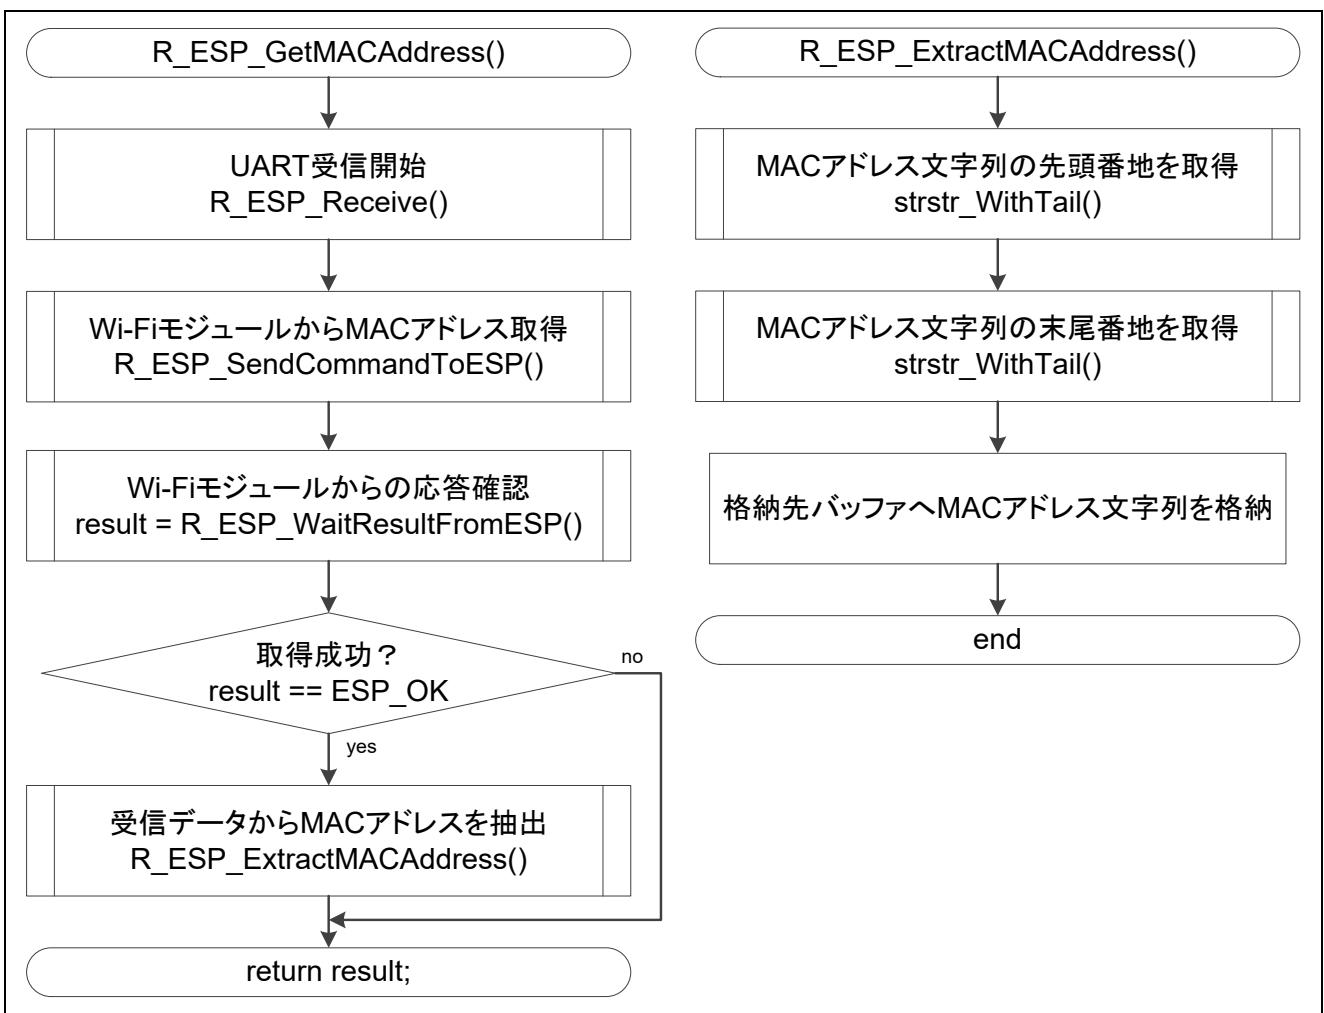 R_ESP_GetMACAddress()
UART受信開始
R_ESP_Receive()
Wi-FiモジュールからMACアドレス取得
R_ESP_SendCommandToESP()
Wi-Fiモジュールからの応答確認
result = R_ESP_WaitResultFromESP()
取得成功？
result == ESP_OK
no
yes
受信データからMACアドレスを抽出
R_ESP_ExtractMACAddress()
return result;
R_ESP_ExtractMACAddress()
MACアドレス文字列の先頭番地を取得
strstr_WithTail()
MACアドレス文字列の末尾番地を取得
strstr_WithTail()
格納先バッファへMACアドレス文字列を格納
end